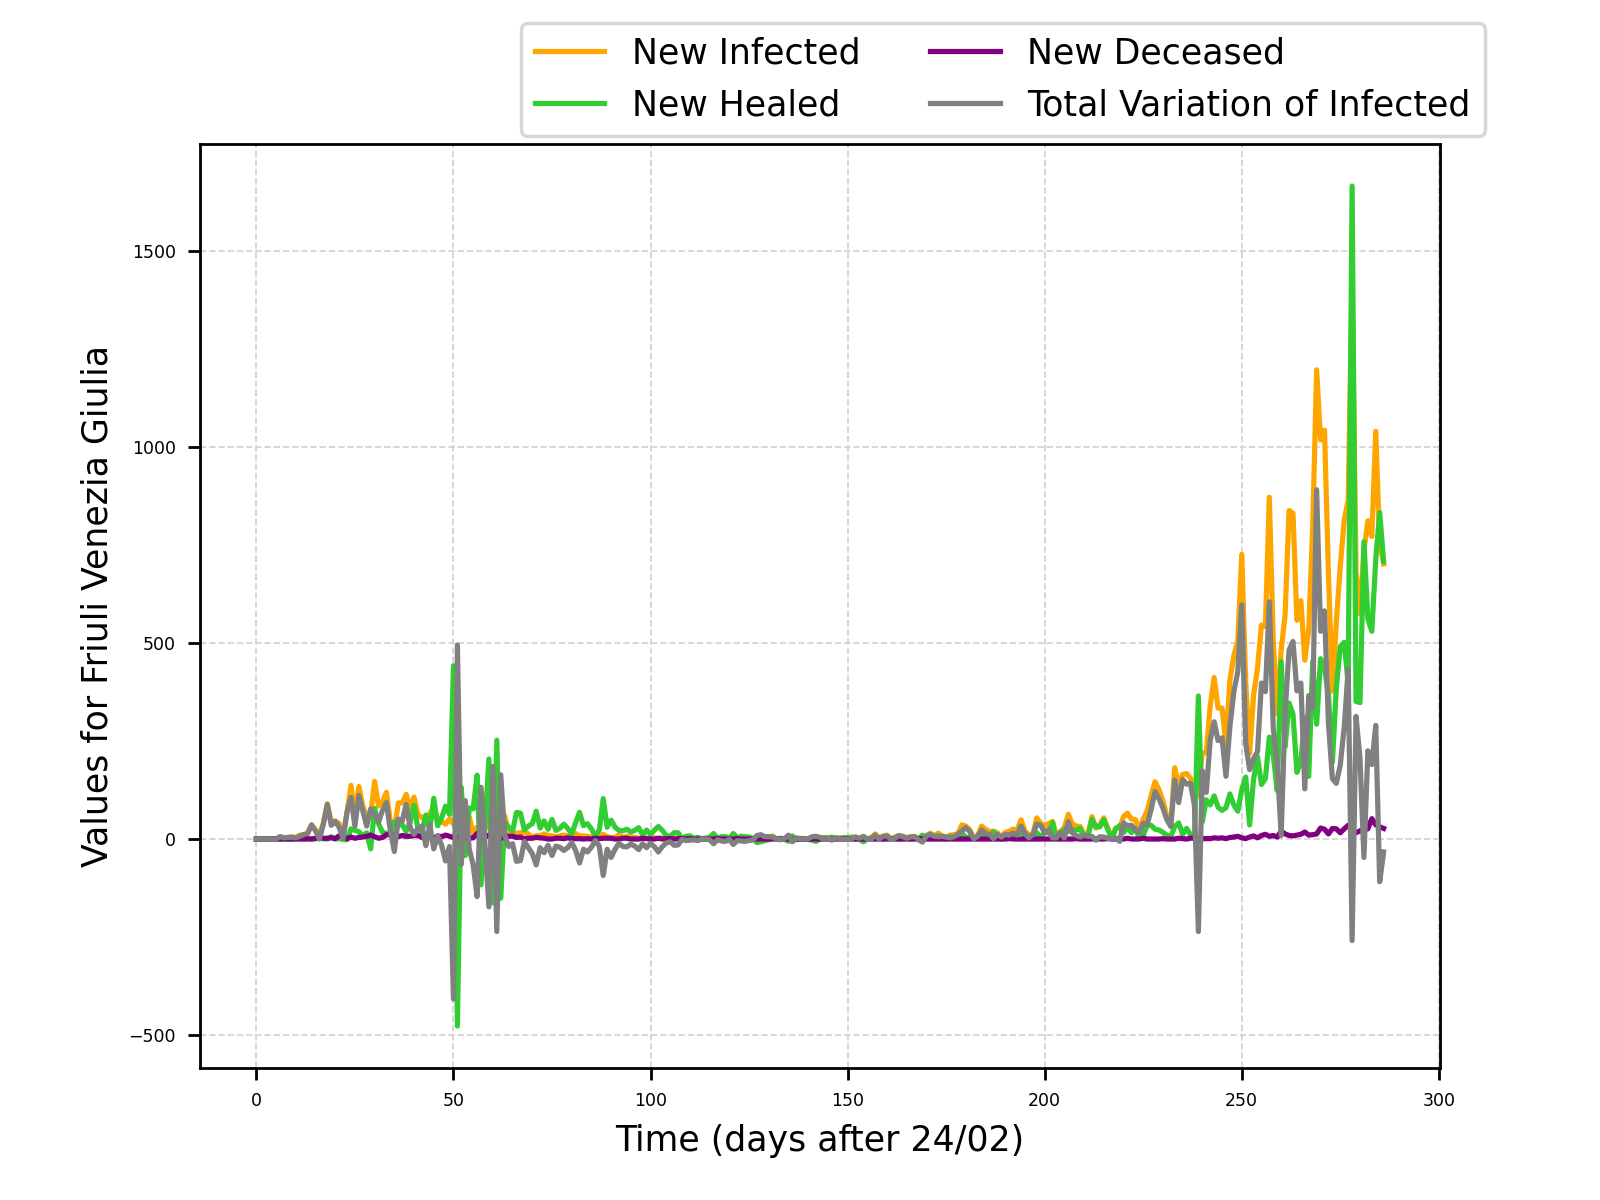 New Infected
New Healed
New Deceased
Total Variation of Infected
Values for Friuli Venezia Giulia
1500
1000
500
0
−500
0 50 100 150 200 250 300
Time (days after 24/02)